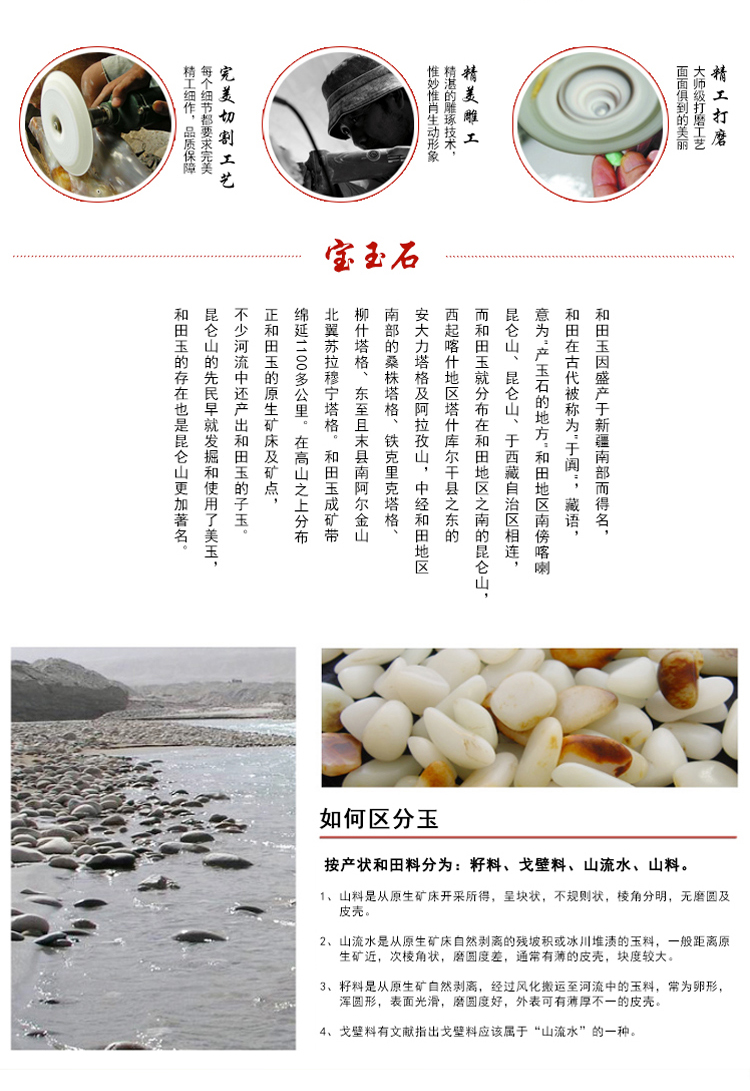 完美切割工艺
每个细节都要求完美
精工细作，品质保障
精美雕工
精湛的雕琢技术，
惟妙惟肖生动形象
精工打磨
大师级打磨工艺
面面俱到的美丽
宝玉石
和田玉因盛产于新疆南部而得名，
和田在古代被称为"于阗"，藏语，
意为"产玉石的地方"和田地区南傍喀喇
昆仑山、昆仑山、于西藏自治区相连，
而和田玉就分布在和田地区之南的昆仑山，
西起喀什地区塔什库尔干县之东的
安大力塔格及阿拉孜山，中经和田地区
南部的桑株塔格、铁克里克塔格、
柳什塔格、东至且末县南阿尔金山
北翼苏拉穆宁塔格。和田玉成矿带
绵延1100多公里。在高山之上分布
正和田玉的原生矿床及矿点，
不少河流中还产出和田玉的子玉。
昆仑山的先民早就发掘和使用了美玉，
和田玉的存在也是昆仑山更加著名。
如何区分玉
按产状和田料分为：籽料、戈壁料、山流水、山料。
1、山料是从原生矿床开采所得，呈块状，不规则状，棱角分明，无磨圆及
皮壳。
2、山流水是从原生矿床自然剥离的残坡积或冰川堆渍的玉料，一般距离原
生矿近，次棱角状，磨圆度差，通常有薄的皮壳，块度较大。
3、籽料是从原生矿自然剥离，经过风化搬运至河流中的玉料，常为卵形，
浑圆形，表面光滑，磨圆度好，外表可有薄厚不一的皮壳。
4、戈壁料有文献指出戈壁料应该属于“山流水”的一种。